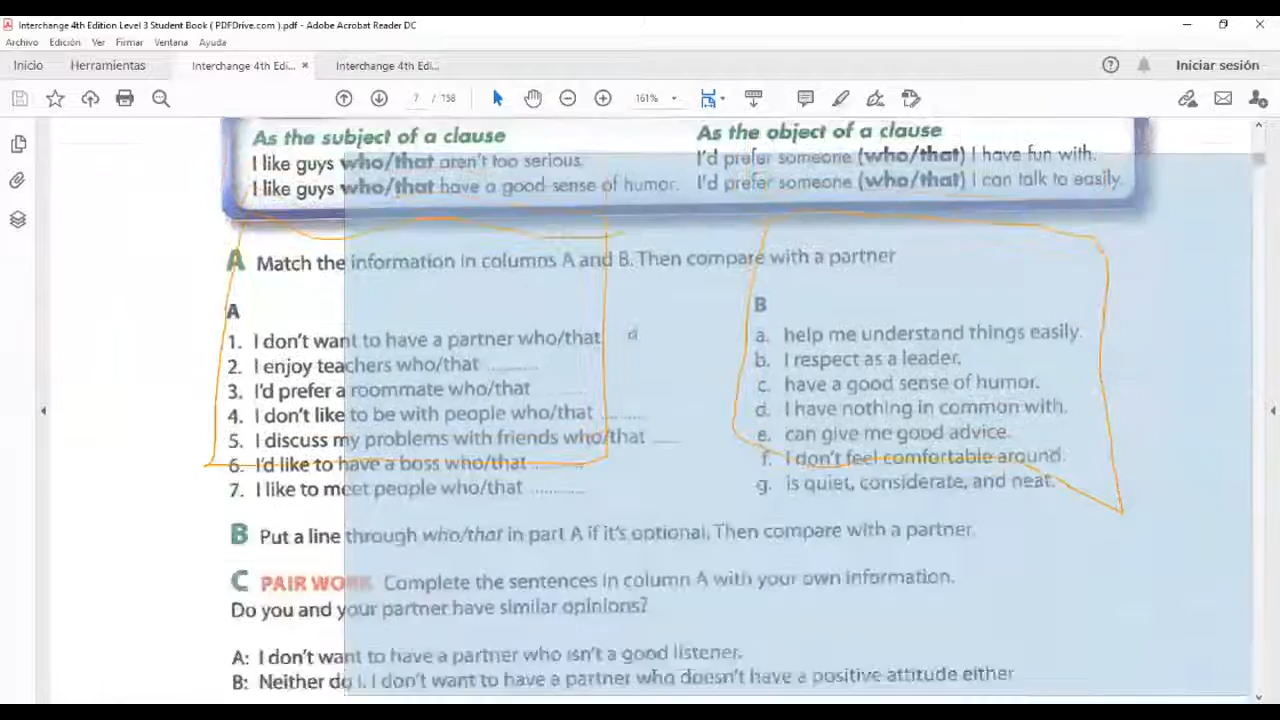 Interchange 4th Edition Level 3 Student Book ( PDFDrive.com ).pdf - Adobe Acrobat Reader DC
Archivo Edición Ver Firmar Ventana Ayuda
Inicio Herramientas Interchange 4th Edi... × Interchange 4th Edi... Iniciar sesión
7 / 158 161%
As the subject of a clause
I like guys who/that aren't too serious.
I like guys who/that have a good sense of humor.
As the object of a clause
I'd prefer someone (who/that) I have fun with.
I'd prefer someone (who/that) I can talk to easily.
A Match the information in columns A and B. Then compare with a partner
A
1. I don't want to have a partner who/that d
2. I enjoy teachers who/that ..........
3. I'd prefer a roommate who/that
4. I don't like to be with people who/that ..........
5. I discuss my problems with friends who/that ......
6. I'd like to have a boss who/that ..........
7. I like to meet people who/that ..........
B
a. help me understand things easily.
b. I respect as a leader.
c. have a good sense of humor.
d. I have nothing in common with.
e. can give me good advice.
f. I don't feel comfortable around.
g. is quiet, considerate, and neat.
B Put a line through who/that in part A if it's optional. Then compare with a partner.
C PAIR WORK Complete the sentences in column A with your own information.
Do you and your partner have similar opinions?
A: I don't want to have a partner who isn't a good listener.
B: Neither do I. I don't want to have a partner who doesn't have a positive attitude either